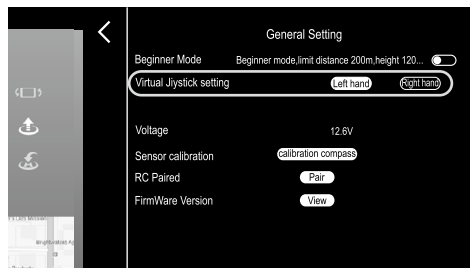 General Setting
Beginner Mode Beginner mode,limit distance 200m,height 120...
Virtual Jiystick setting Left hand Right hand
Voltage 12.6V
Sensor calibration calibration compass
RC Paired Pair
FirmWare Version View